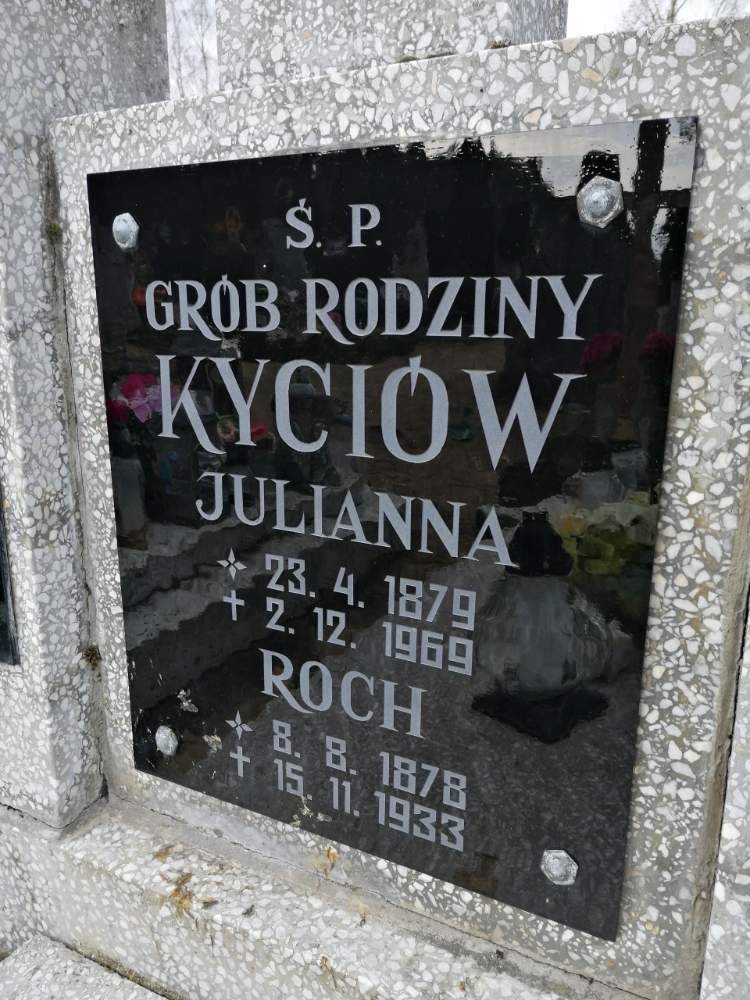 Ś. P.
GRÓB RODZINY
KYCIÓW
JULIANNA
23. 4. 1879
2. 12. 1969
ROCH
8. 8. 1878
15. 11. 1933